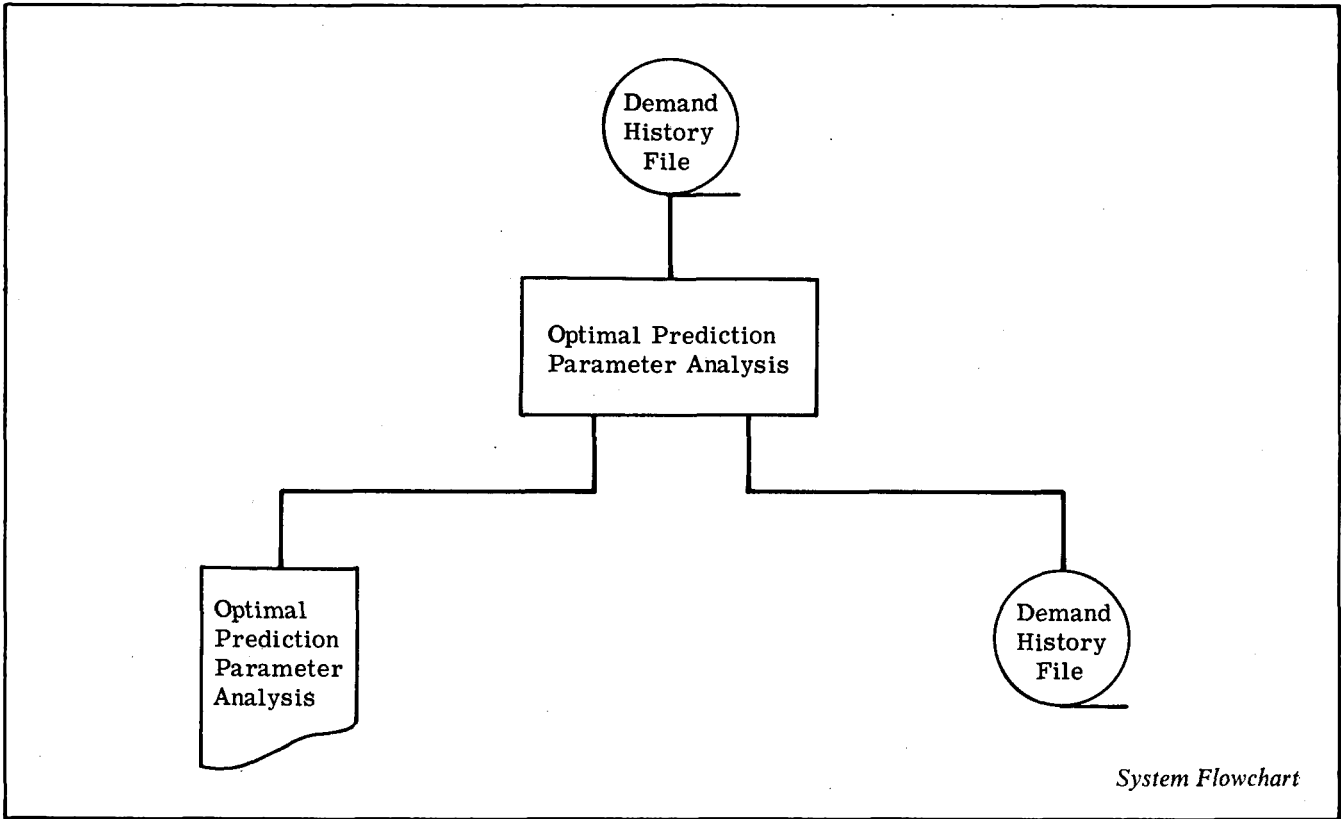 Demand
History
File
Optimal Prediction
Parameter Analysis
Optimal
Prediction
Parameter
Analysis
Demand
History
File
System Flowchart